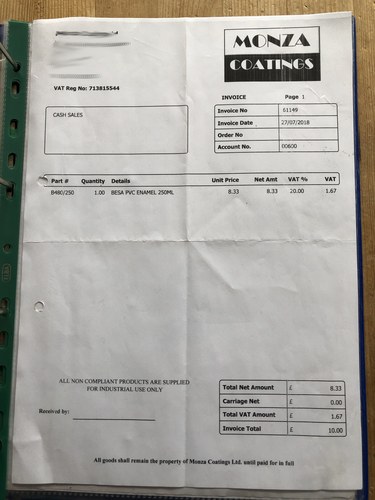 MONZA
COATINGS
VAT Reg No: 713815544
INVOICE Page 1
CASH SALES
Invoice No 61149
Invoice Date 27/07/2018
Order No
Account No. 00600
Part # Quantity Details Unit Price Net Amt VAT % VAT
B480/250 1.00 BESA PVC ENAMEL 250ML 8.33 8.33 20.00 1.67
ALL NON COMPLIANT PRODUCTS ARE SUPPLIED
FOR INDUSTRIAL USE ONLY
Received by:
Total Net Amount £ 8.33
Carriage Net £ 0.00
Total VAT Amount £ 1.67
Invoice Total £ 10.00
All goods shall remain the property of Monza Coatings Ltd. until paid for in full